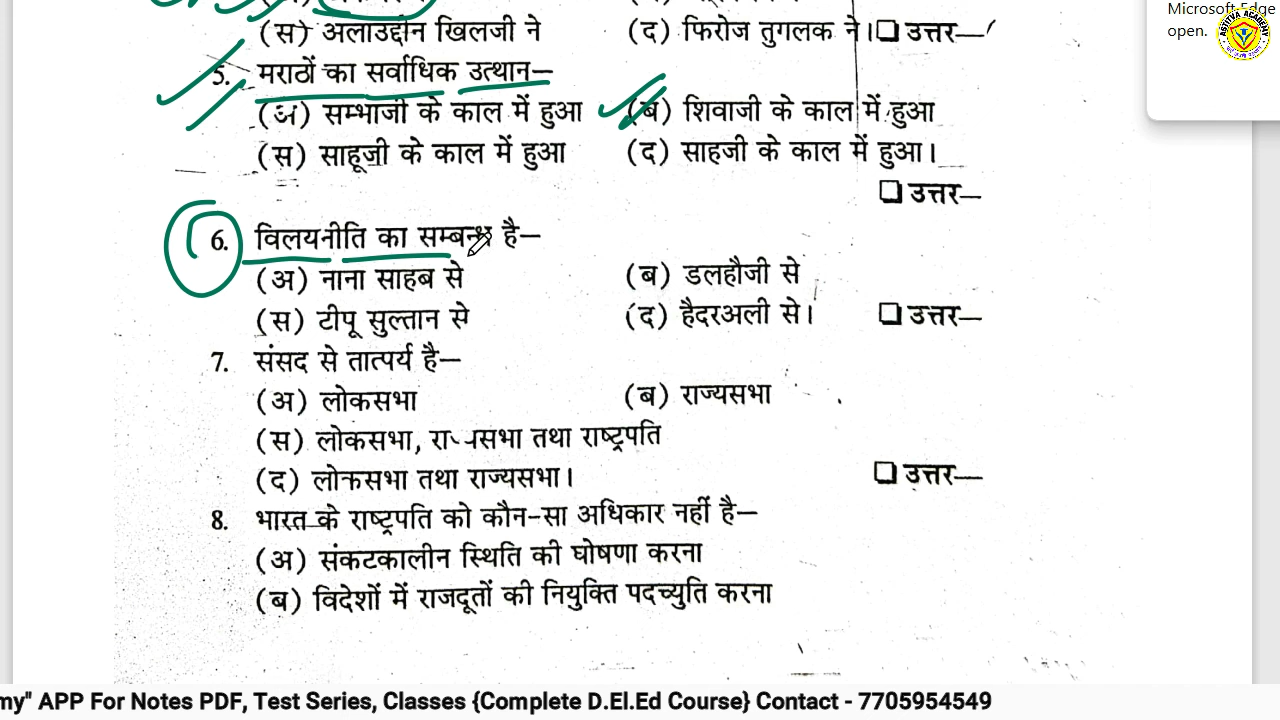 (स) अलाउद्दीन खिलजी ने (द) फिरोज तुगलक ने। उत्तर—
5. मराठों का सर्वाधिक उत्थान—
(अ) सम्भाजी के काल में हुआ (ब) शिवाजी के काल में हुआ
(स) साहूजी के काल में हुआ (द) साहजी के काल में हुआ।
उत्तर—
6. विलयनीति का सम्बन्ध है—
(अ) नाना साहब से (ब) डलहौजी से
(स) टीपू सुल्तान से (द) हैदरअली से। उत्तर—
7. संसद से तात्पर्य है—
(अ) लोकसभा (ब) राज्यसभा
(स) लोकसभा, राज्यसभा तथा राष्ट्रपति
(द) लोकसभा तथा राज्यसभा। उत्तर—
8. भारत के राष्ट्रपति को कौन-सा अधिकार नहीं है—
(अ) संकटकालीन स्थिति की घोषणा करना
(ब) विदेशों में राजदूतों की नियुक्ति पदच्युति करना
Microsoft Edge
open.
ASTITVA ACADEMY
my" APP For Notes PDF, Test Series, Classes {Complete D.El.Ed Course} Contact - 7705954549